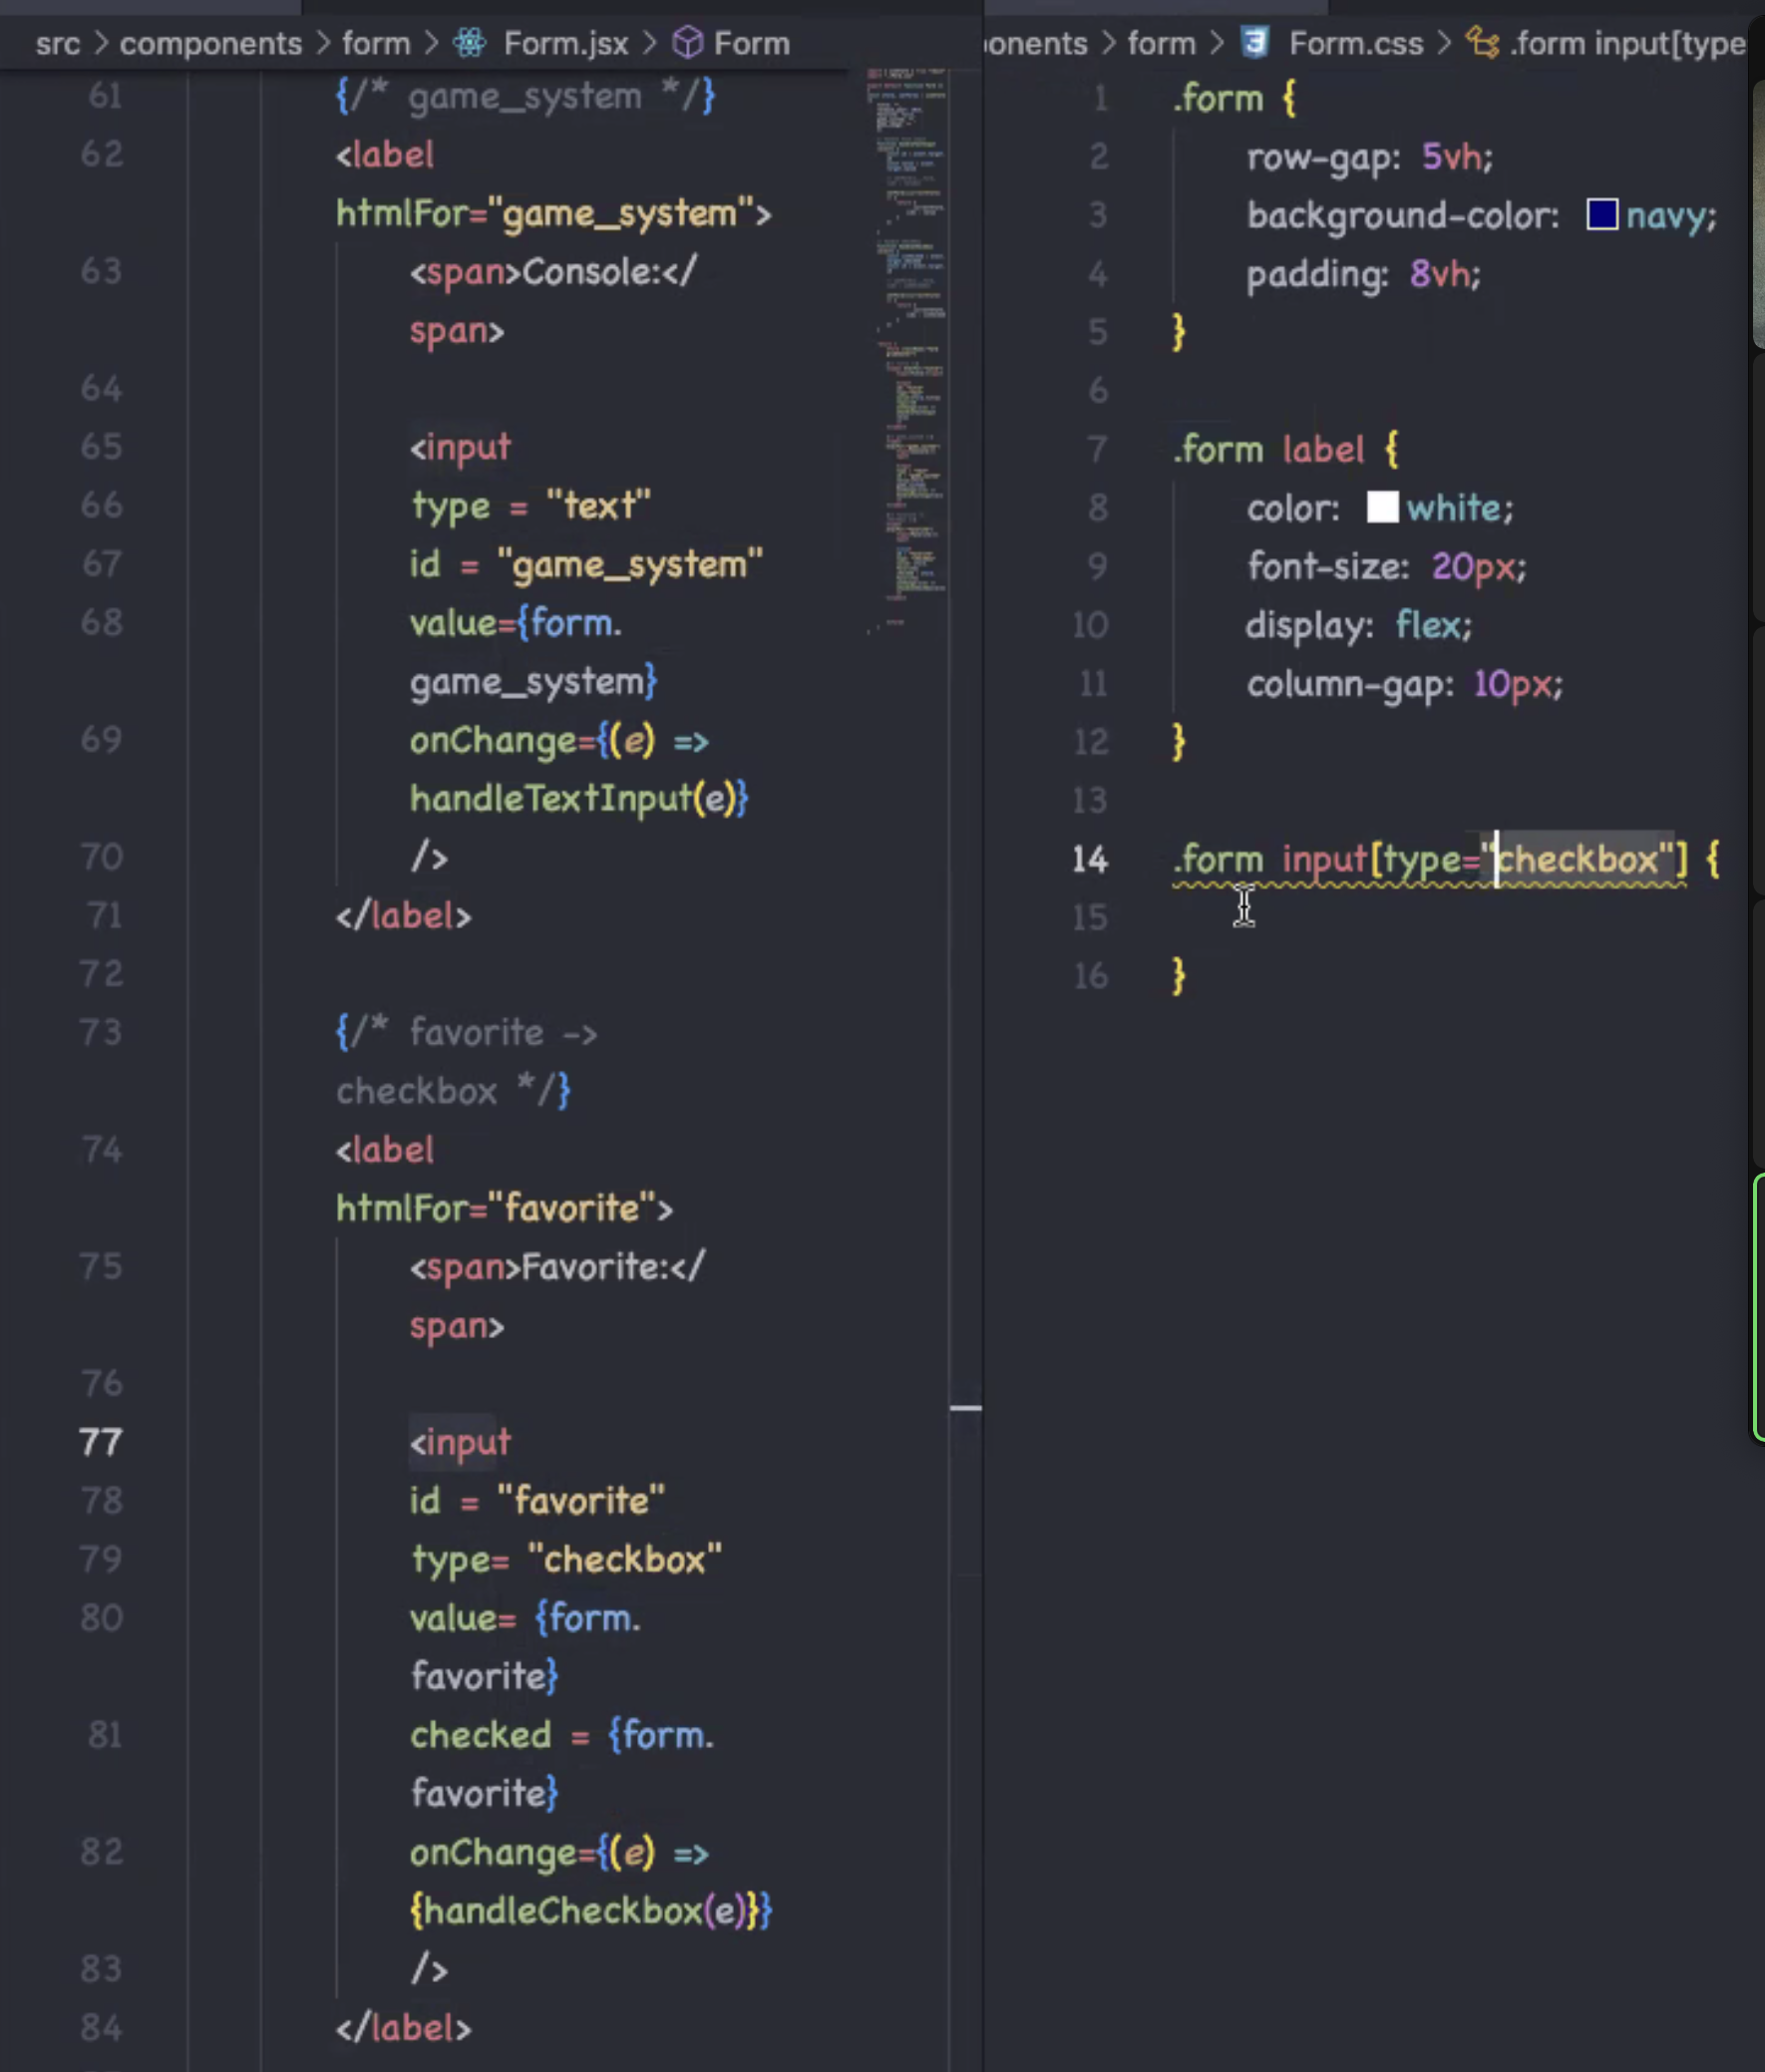 src > components > form > Form.jsx > Form
61 {/* game_system */}
62 <label
htmlFor="game_system">
63 <span>Console:</
span>
64
65 <input
66 type = "text"
67 id = "game_system"
68 value={form.
game_system}
69 onChange={(e) =>
handleTextInput(e)}
70 />
71 </label>
72
73 {/* favorite ->
checkbox */}
74 <label
htmlFor="favorite">
75 <span>Favorite:</
span>
76
77 <input
78 id = "favorite"
79 type= "checkbox"
80 value= {form.
favorite}
81 checked = {form.
favorite}
82 onChange={(e) =>
{handleCheckbox(e)}}
83 />
84 </label>
onents > form > Form.css > .form input[type
1 .form {
2 row-gap: 5vh;
3 background-color: navy;
4 padding: 8vh;
5 }
6
7 .form label {
8 color: white;
9 font-size: 20px;
10 display: flex;
11 column-gap: 10px;
12 }
13
14 .form input[type="checkbox"] {
15
16 }